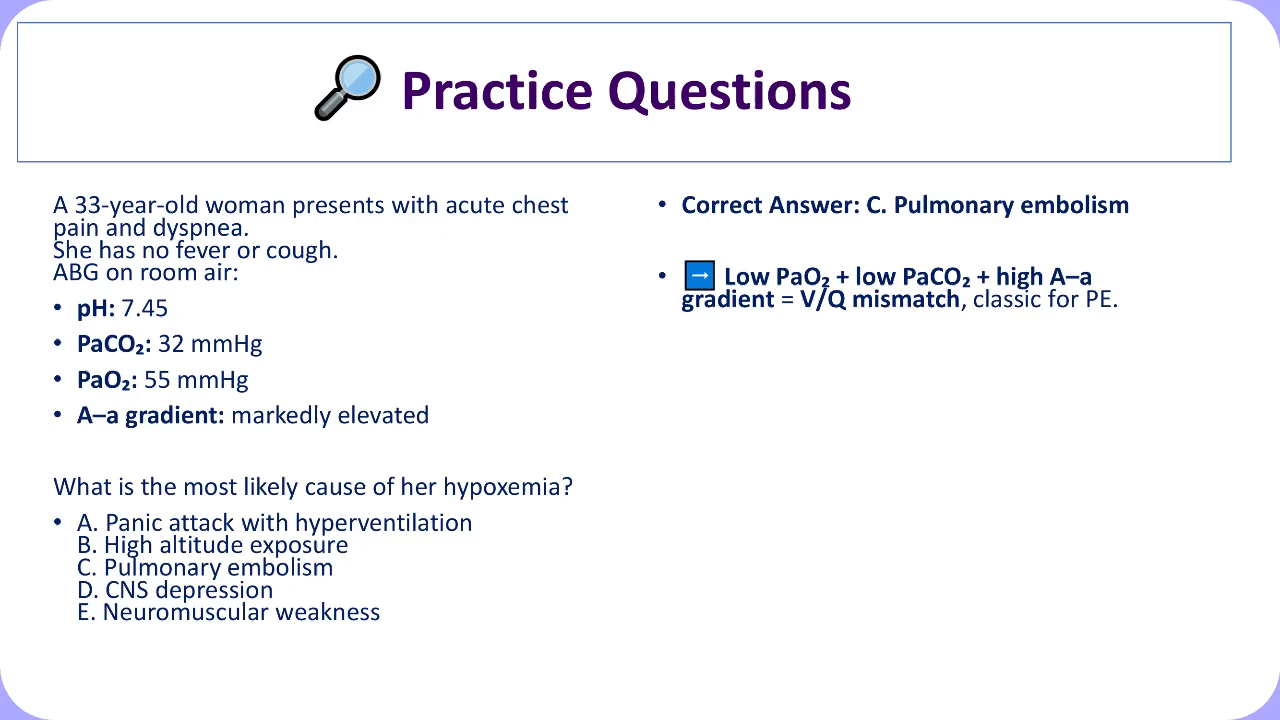 🔎 Practice Questions
A 33-year-old woman presents with acute chest
pain and dyspnea.
She has no fever or cough.
ABG on room air:
• pH: 7.45
• PaCO₂: 32 mmHg
• PaO₂: 55 mmHg
• A–a gradient: markedly elevated
What is the most likely cause of her hypoxemia?
• A. Panic attack with hyperventilation
B. High altitude exposure
C. Pulmonary embolism
D. CNS depression
E. Neuromuscular weakness
• Correct Answer: C. Pulmonary embolism
• ➡ Low PaO₂ + low PaCO₂ + high A–a
gradient = V/Q mismatch, classic for PE.